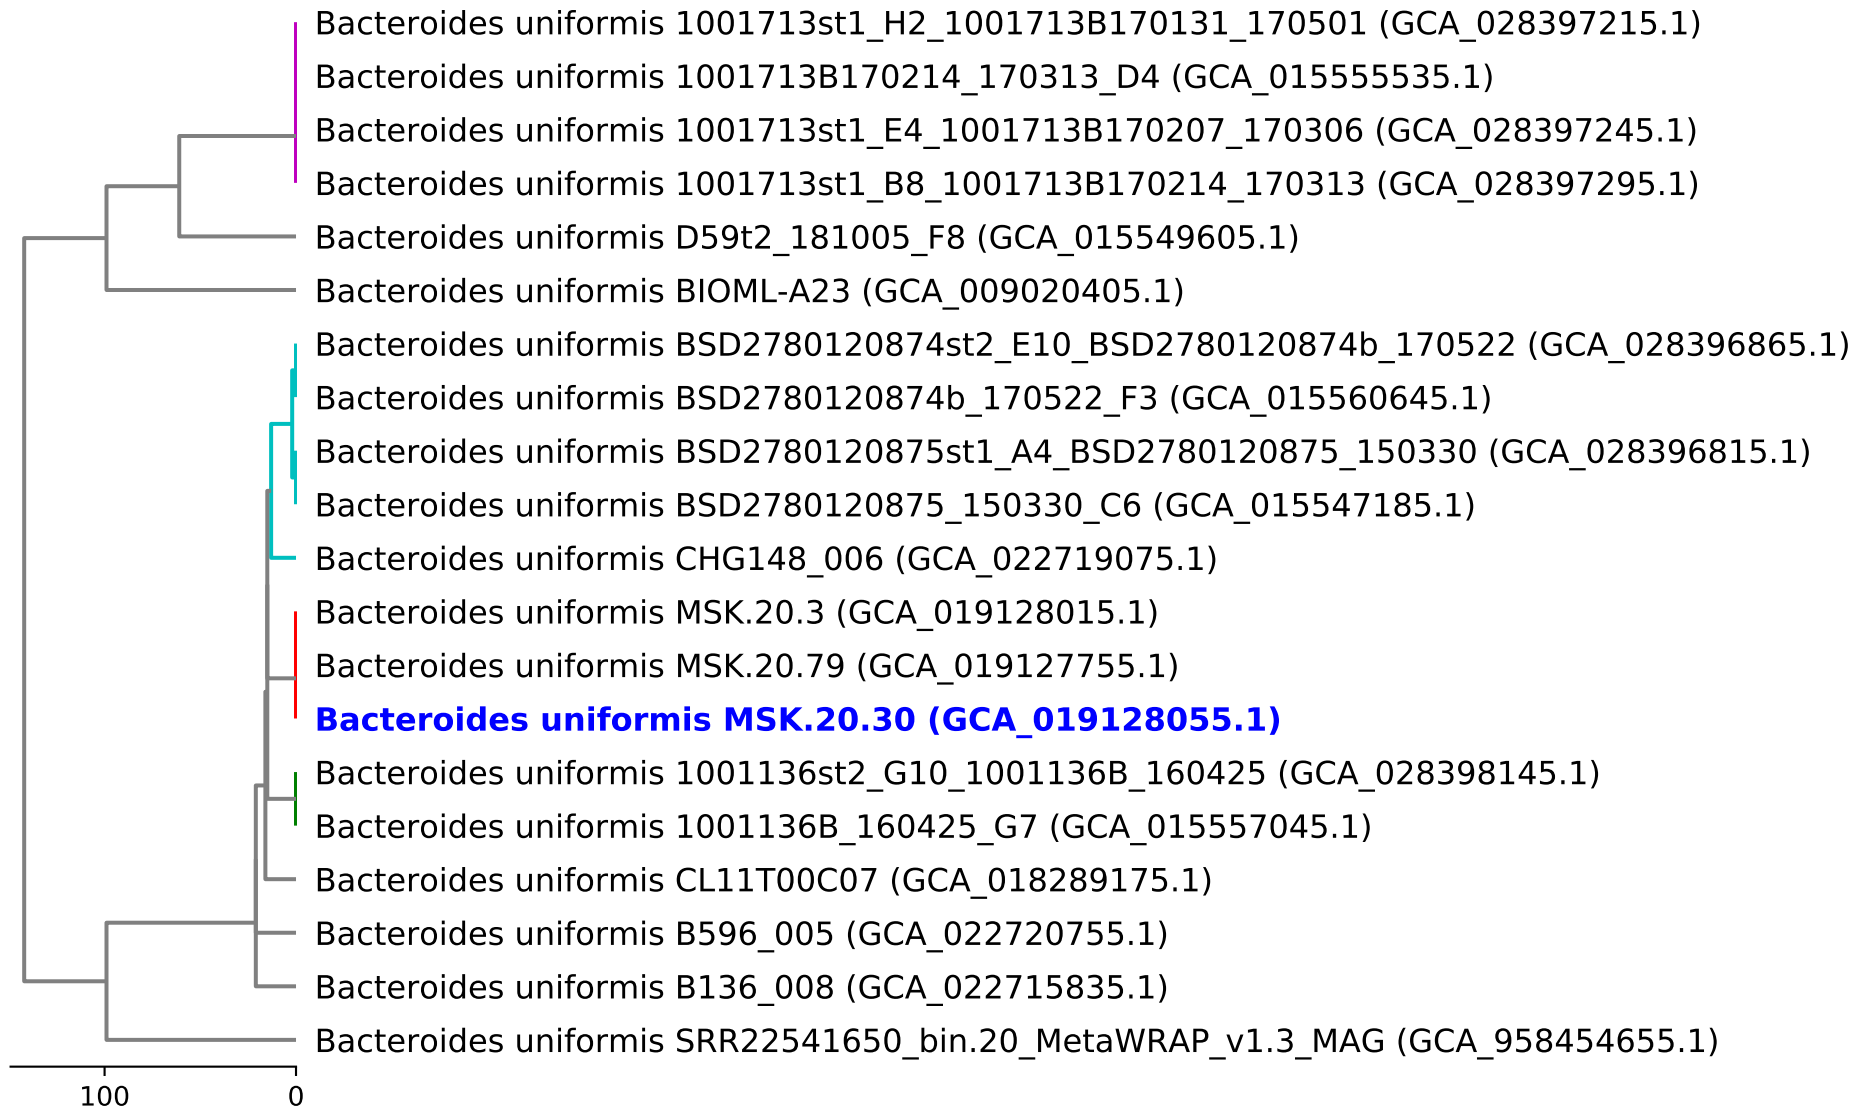 Bacteroides uniformis 1001713st1_H2_1001713B170131_170501 (GCA_028397215.1)
Bacteroides uniformis 1001713B170214_170313_D4 (GCA_015555535.1)
Bacteroides uniformis 1001713st1_E4_1001713B170207_170306 (GCA_028397245.1)
Bacteroides uniformis 1001713st1_B8_1001713B170214_170313 (GCA_028397295.1)
Bacteroides uniformis D59t2_181005_F8 (GCA_015549605.1)
Bacteroides uniformis BIOML-A23 (GCA_009020405.1)
Bacteroides uniformis BSD2780120874st2_E10_BSD2780120874b_170522 (GCA_028396865.1)
Bacteroides uniformis BSD2780120874b_170522_F3 (GCA_015560645.1)
Bacteroides uniformis BSD2780120875st1_A4_BSD2780120875_150330 (GCA_028396815.1)
Bacteroides uniformis BSD2780120875_150330_C6 (GCA_015547185.1)
Bacteroides uniformis CHG148_006 (GCA_022719075.1)
Bacteroides uniformis MSK.20.3 (GCA_019128015.1)
Bacteroides uniformis MSK.20.79 (GCA_019127755.1)
Bacteroides uniformis MSK.20.30 (GCA_019128055.1)
Bacteroides uniformis 1001136st2_G10_1001136B_160425 (GCA_028398145.1)
Bacteroides uniformis 1001136B_160425_G7 (GCA_015557045.1)
Bacteroides uniformis CL11T00C07 (GCA_018289175.1)
Bacteroides uniformis B596_005 (GCA_022720755.1)
Bacteroides uniformis B136_008 (GCA_022715835.1)
Bacteroides uniformis SRR22541650_bin.20_MetaWRAP_v1.3_MAG (GCA_958454655.1)
100 0